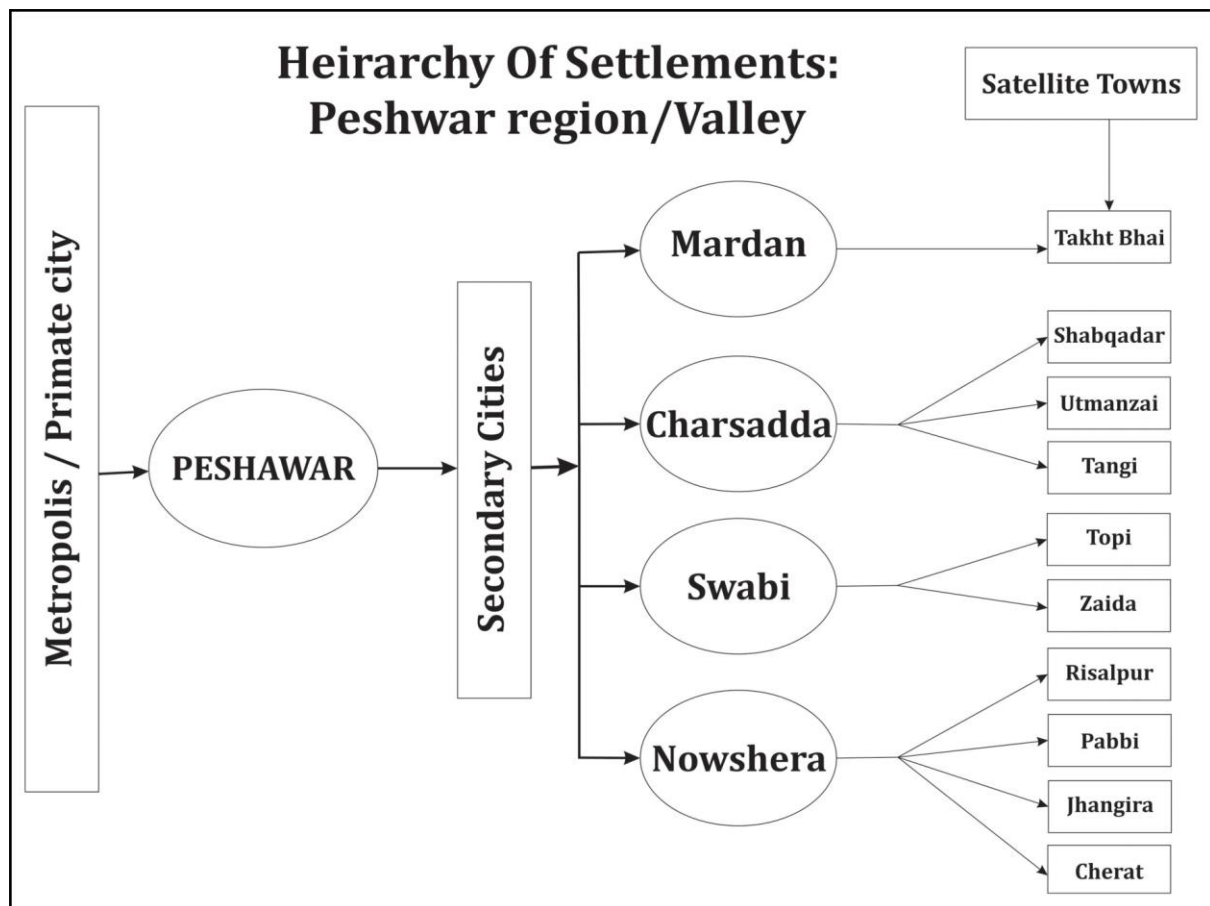 Heirarchy Of Settlements:
Peshwar region/Valley
Satellite Towns
Metropolis / Primate city
PESHAWAR
Secondary Cities
Mardan
Takht Bhai
Charsadda
Shabqadar
Utmanzai
Tangi
Swabi
Topi
Zaida
Nowshera
Risalpur
Pabbi
Jhangira
Cherat